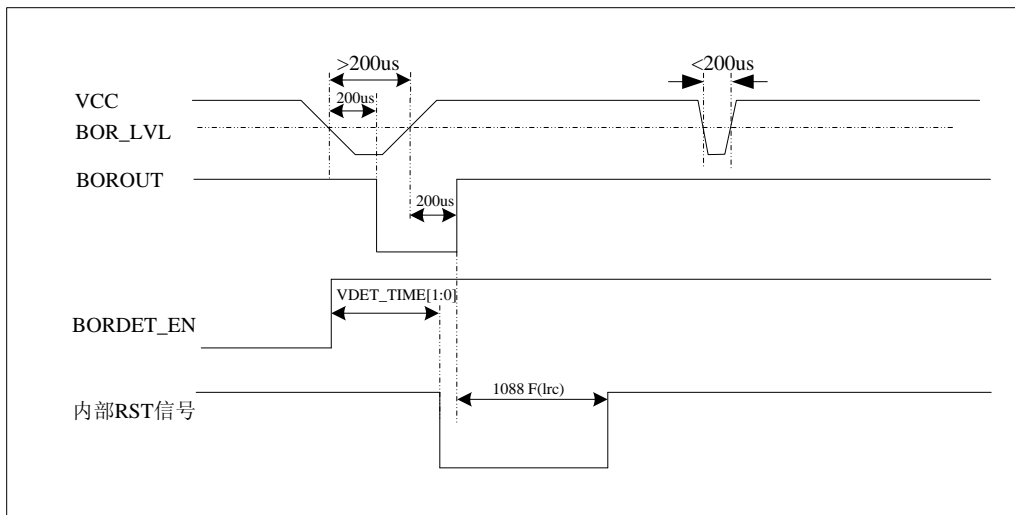 >200us
<200us
200us
VCC
BOR_LVL
BOROUT
200us
VDET_TIME[1:0]
BORDET_EN
1088 F(lrc)
内部RST信号